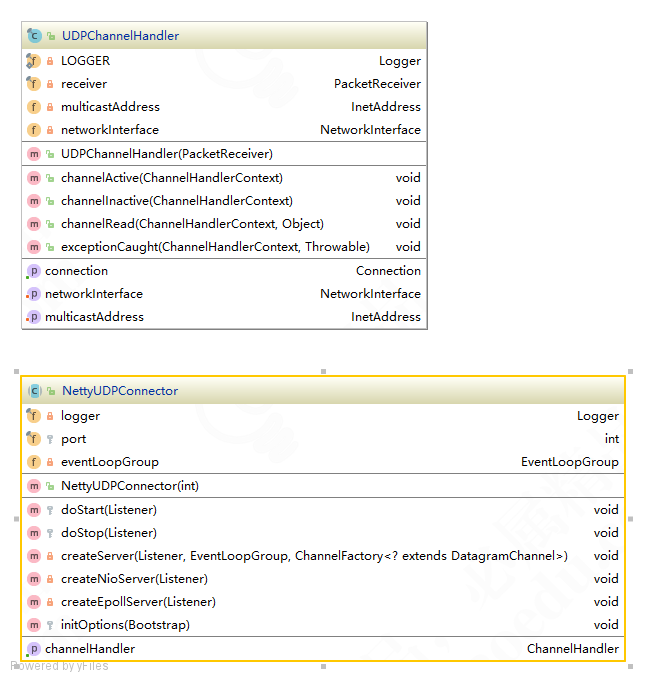 UDPChannelHandler
LOGGER Logger
receiver PacketReceiver
multicastAddress InetAddress
networkInterface NetworkInterface
UDPChannelHandler(PacketReceiver)
channelActive(ChannelHandlerContext) void
channelInactive(ChannelHandlerContext) void
channelRead(ChannelHandlerContext, Object) void
exceptionCaught(ChannelHandlerContext, Throwable) void
connection Connection
networkInterface NetworkInterface
multicastAddress InetAddress
NettyUDPConnector
logger Logger
port int
eventLoopGroup EventLoopGroup
NettyUDPConnector(int)
doStart(Listener) void
doStop(Listener) void
createServer(Listener, EventLoopGroup, ChannelFactory<? extends DatagramChannel>) void
createNioServer(Listener) void
createEpollServer(Listener) void
initOptions(Bootstrap) void
channelHandler ChannelHandler
Powered by yFiles